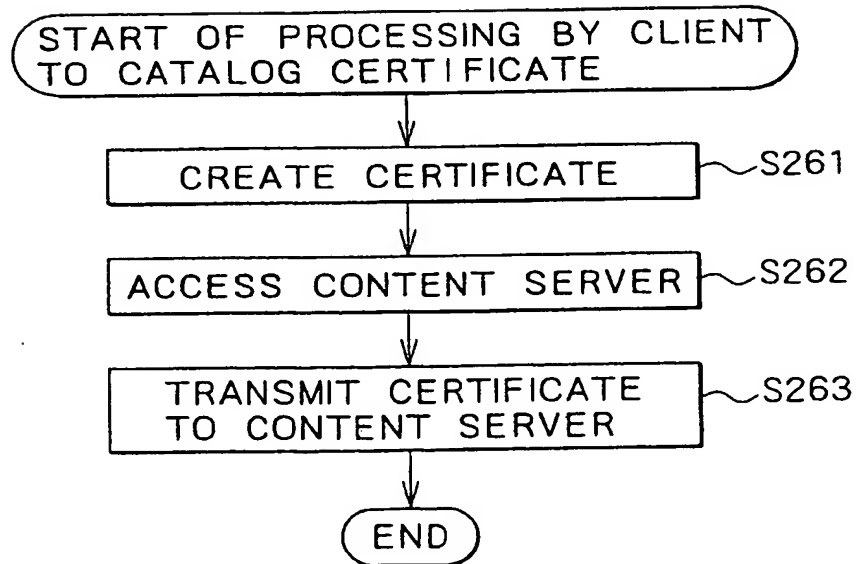 START OF PROCESSING BY CLIENT
TO CATALOG CERTIFICATE
CREATE CERTIFICATE
S261
ACCESS CONTENT SERVER
S262
TRANSMIT CERTIFICATE
TO CONTENT SERVER
S263
END